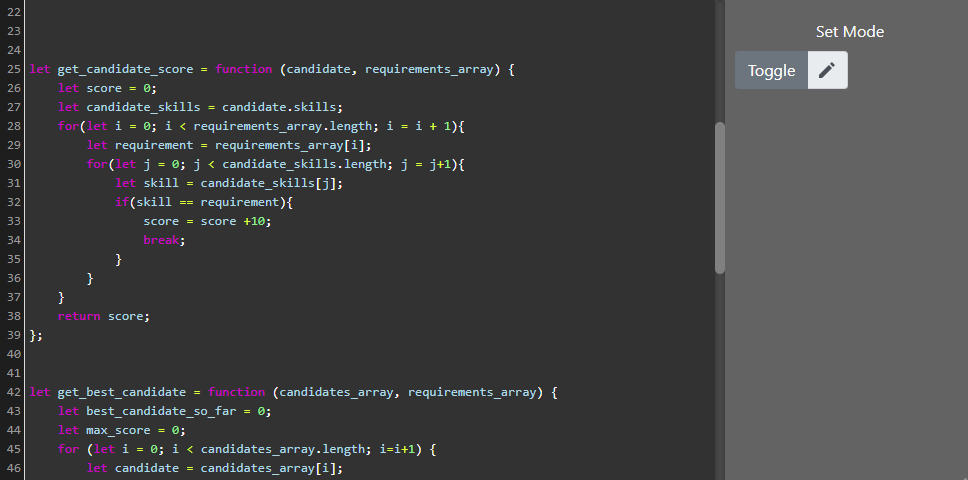 22
23
24
25 let get_candidate_score = function (candidate, requirements_array) {
26 let score = 0;
27 let candidate_skills = candidate.skills;
28 for(let i = 0; i < requirements_array.length; i = i + 1){
29 let requirement = requirements_array[i];
30 for(let j = 0; j < candidate_skills.length; j = j+1){
31 let skill = candidate_skills[j];
32 if(skill == requirement){
33 score = score +10;
34 break;
35 }
36 }
37 }
38 return score;
39 };
40
41
42 let get_best_candidate = function (candidates_array, requirements_array) {
43 let best_candidate_so_far = 0;
44 let max_score = 0;
45 for (let i = 0; i < candidates_array.length; i=i+1) {
46 let candidate = candidates_array[i];
Set Mode
Toggle